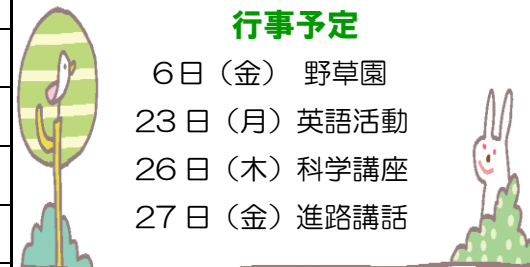 行事予定
6日（金） 野草園
23日（月）英語活動
26日（木）科学講座
27日（金）進路講話